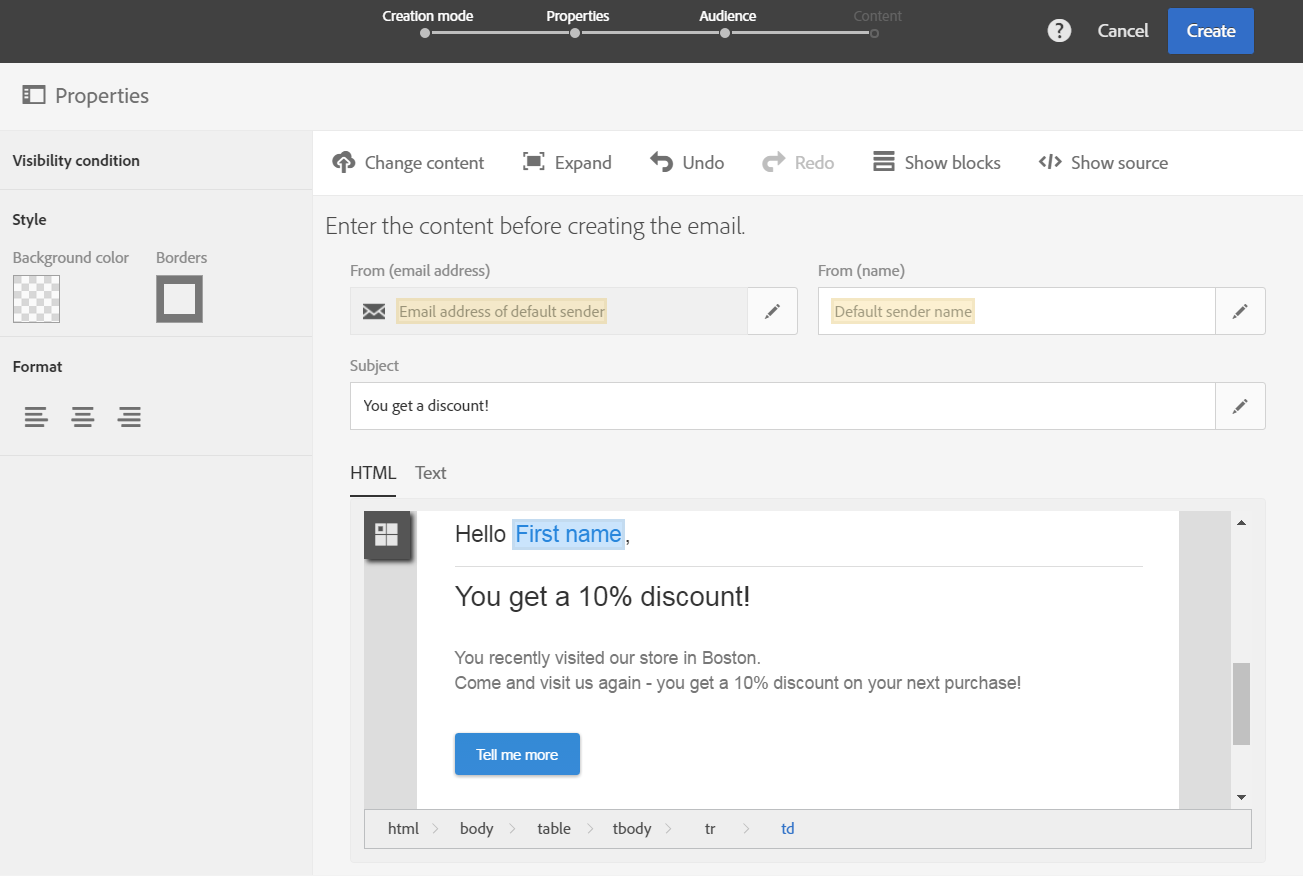 Creation mode Properties Audience Content
? Cancel Create
Properties
Visibility condition
Style
Background color Borders
Format
Change content Expand Undo Redo Show blocks Show source
Enter the content before creating the email.
From (email address) From (name)
Email address of default sender Default sender name
Subject
You get a discount!
HTML Text
Hello First name,
You get a 10% discount!
You recently visited our store in Boston.
Come and visit us again - you get a 10% discount on your next purchase!
Tell me more
html body table tbody tr td